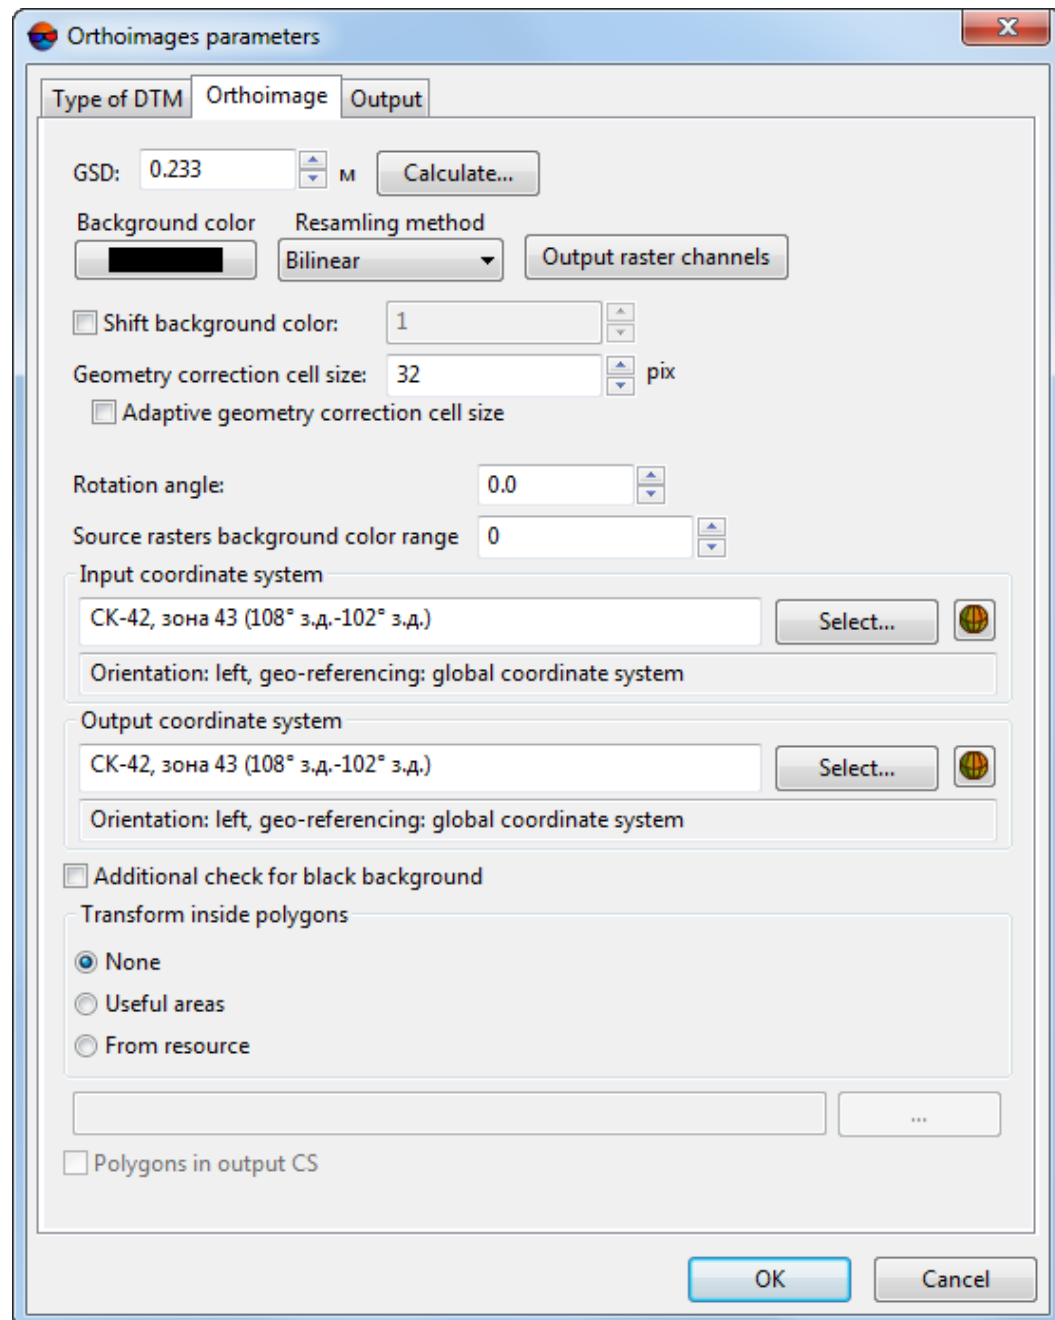 Orthoimages parameters
Type of DTM Orthoimage Output
GSD: 0.233 м Calculate...
Background color Resamling method
Bilinear Output raster channels
Shift background color: 1
Geometry correction cell size: 32 pix
Adaptive geometry correction cell size
Rotation angle: 0.0
Source rasters background color range 0
Input coordinate system
СК-42, зона 43 (108° з.д.-102° з.д.) Select...
Orientation: left, geo-referencing: global coordinate system
Output coordinate system
СК-42, зона 43 (108° з.д.-102° з.д.) Select...
Orientation: left, geo-referencing: global coordinate system
Additional check for black background
Transform inside polygons
None
Useful areas
From resource
...
Polygons in output CS
OK Cancel